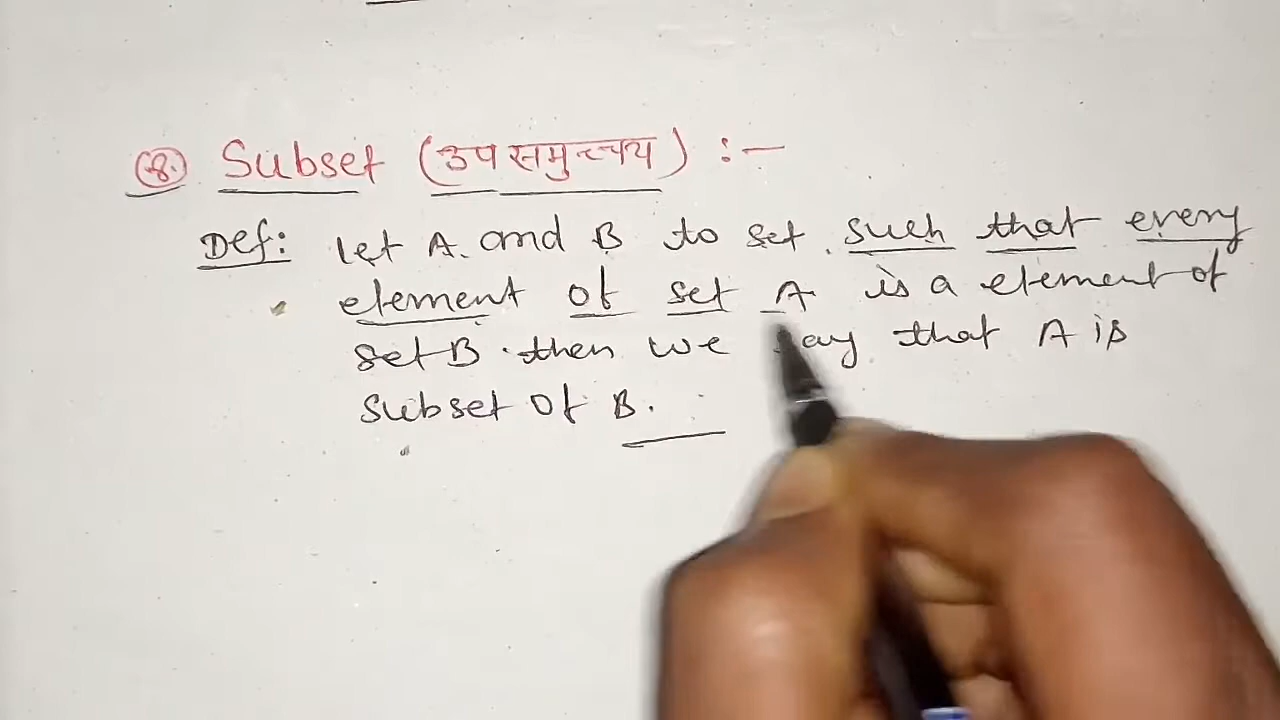 8. Subset (उपसमुच्चय) :-
Def: let A and B to set such that every
element of set A is a element of
set B then we say that A is
subset of B.